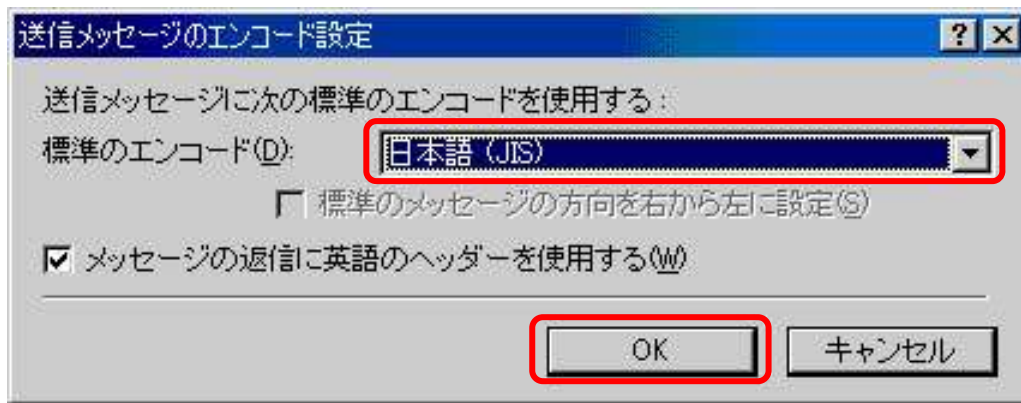 送信メッセージのエンコード設定
送信メッセージに次の標準のエンコードを使用する:
標準のエンコード(D): 日本語 (JIS)
標準のメッセージの方向を右から左に設定(S)
メッセージの返信に英語のヘッダーを使用する(W)
OK キャンセル